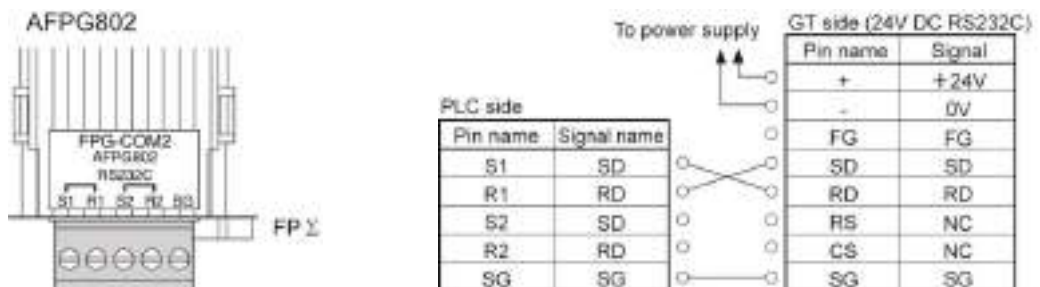 AFPG802
FPG-COM2
AFPG802
RS232C
S1 R1 S2 R2 SG
FP Σ
To power supply
PLC side
Pin name Signal name
S1 SD
R1 RD
S2 SD
R2 RD
SG SG
GT side (24V DC RS232C)
Pin name Signal
+ +24V
- 0V
FG FG
SD SD
RD RD
RS NC
CS NC
SG SG